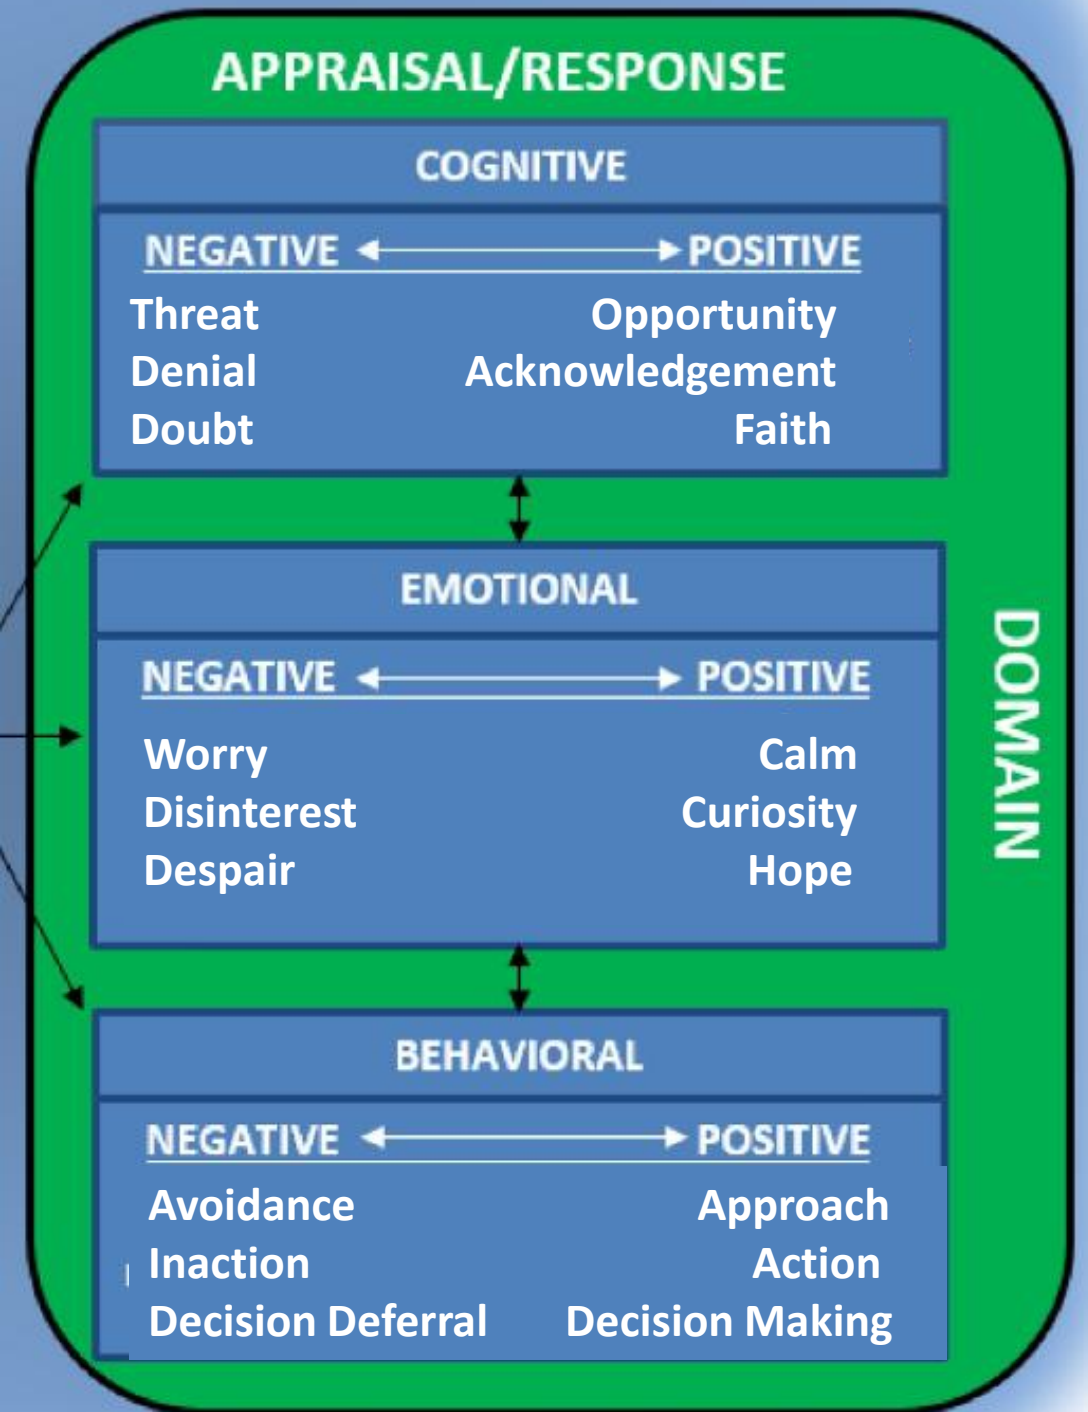 APPRAISAL/RESPONSE
COGNITIVE
NEGATIVE POSITIVE
Threat Opportunity
Denial Acknowledgement
Doubt Faith
EMOTIONAL
NEGATIVE POSITIVE
Worry Calm
Disinterest Curiosity
Despair Hope
BEHAVIORAL
NEGATIVE POSITIVE
Avoidance Approach
Inaction Action
Decision Deferral Decision Making
DOMAIN